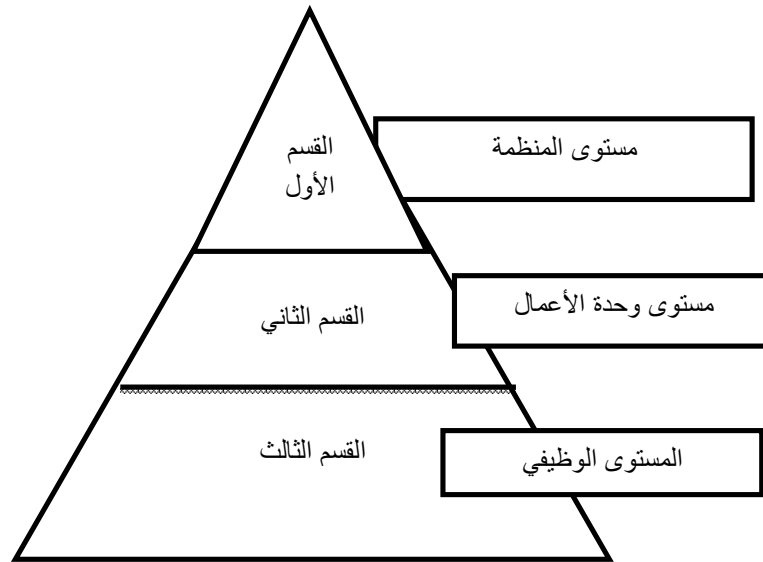 القسم
الأول
مستوى المنظمة
القسم الثاني
مستوى وحدة الأعمال
القسم الثالث
المستوى الوظيفي